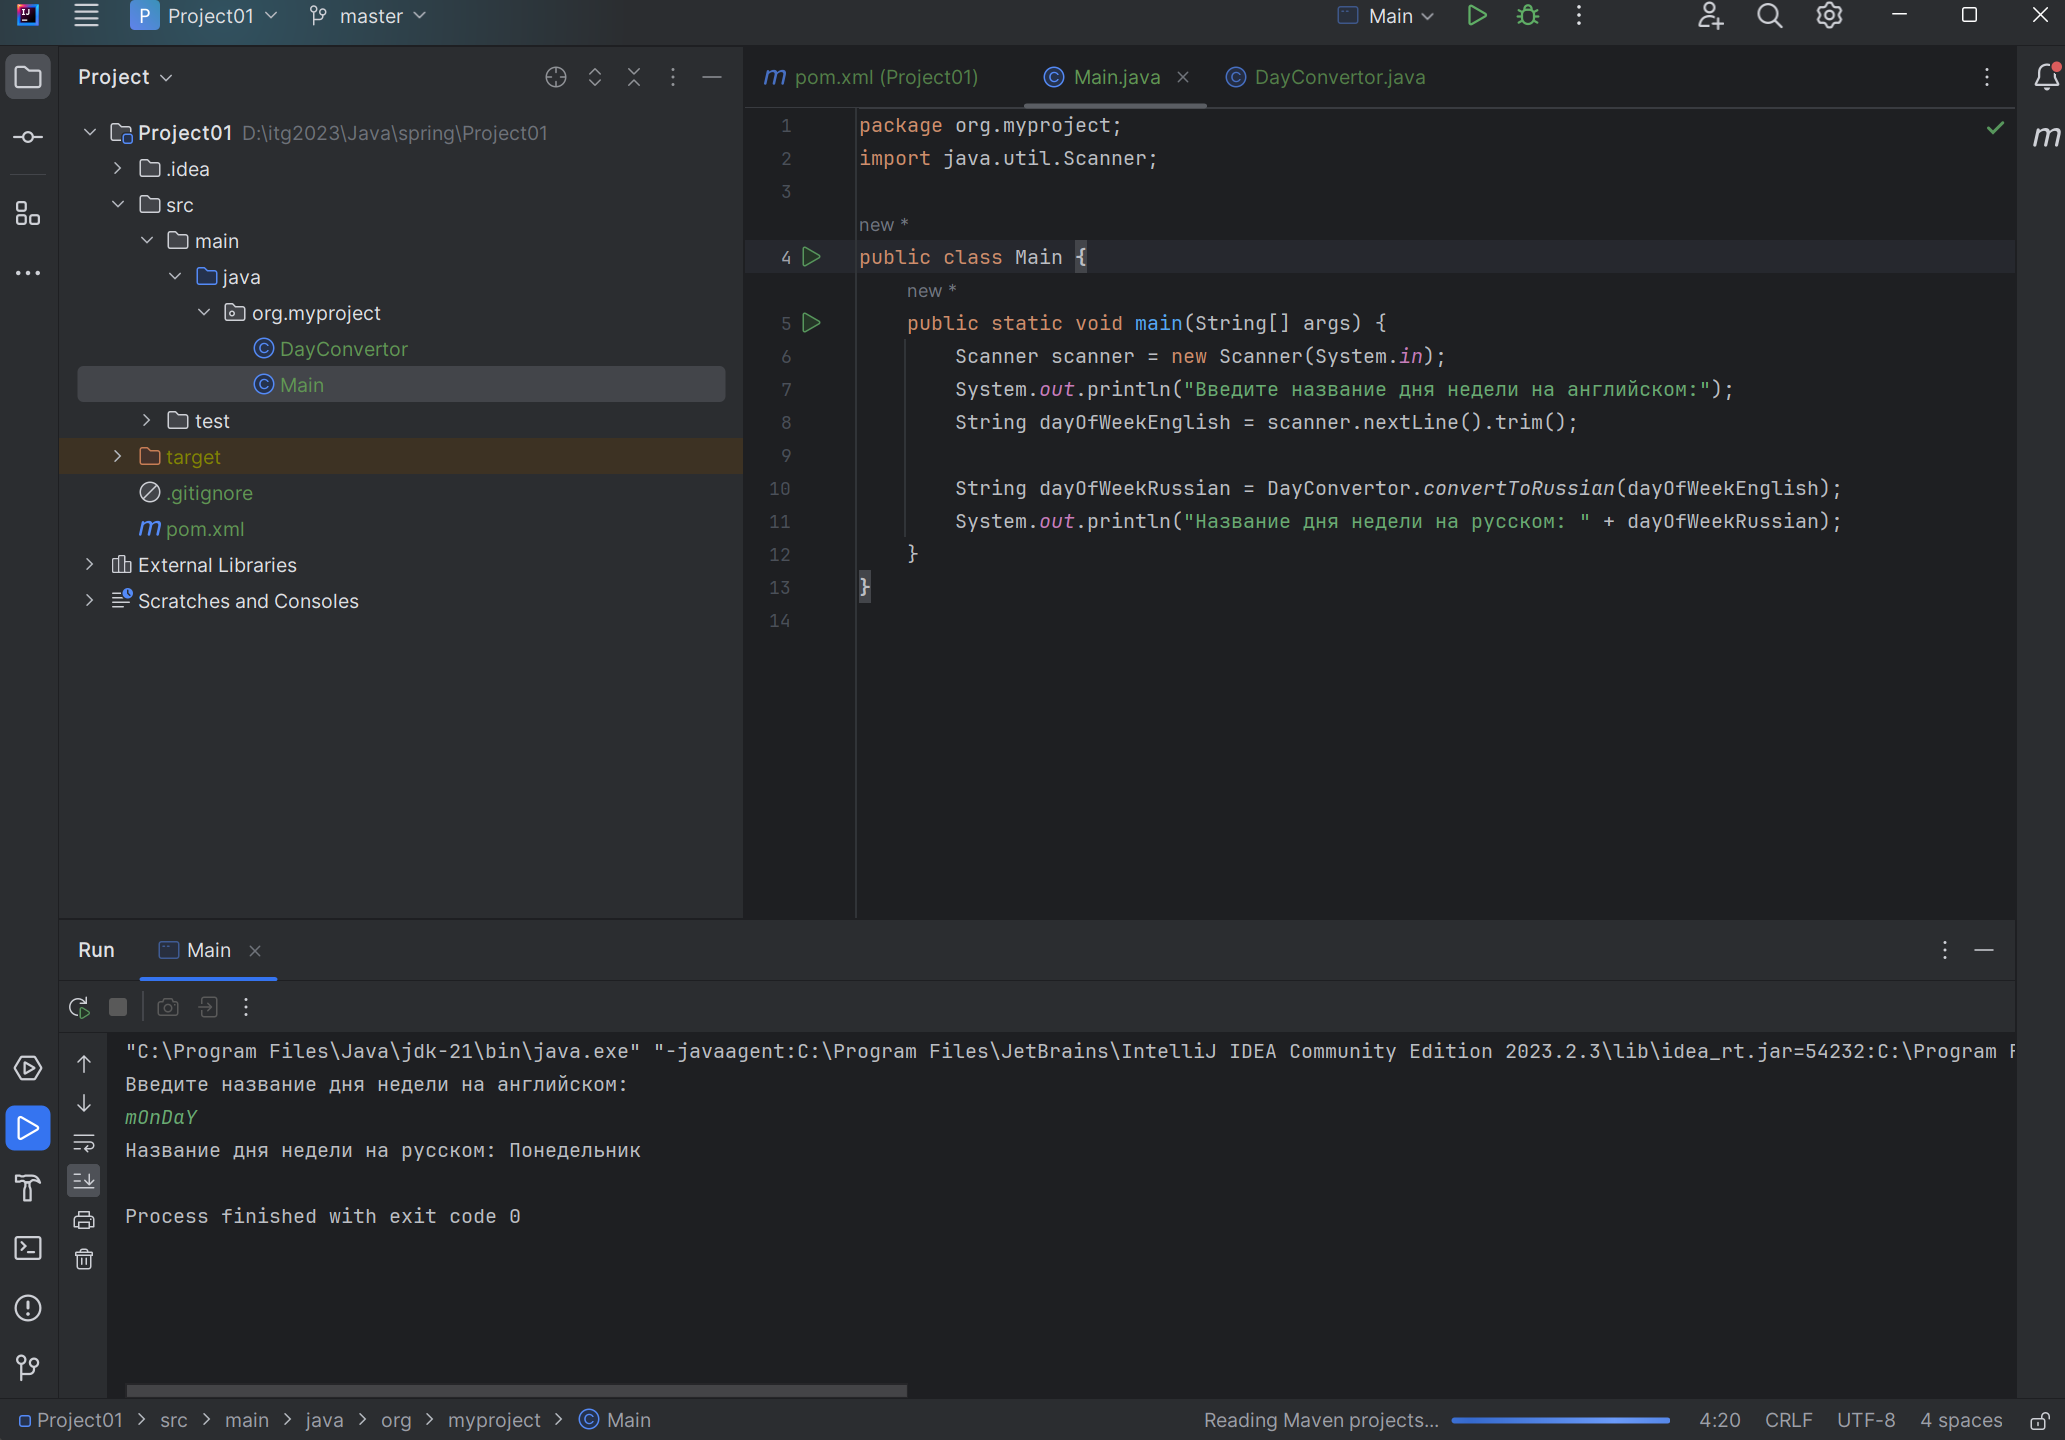 Project01 master Main
Project
Project01 D:\itg2023\Java\spring\Project01
.idea
src
main
java
org.myproject
DayConvertor
Main
test
target
.gitignore
pom.xml
External Libraries
Scratches and Consoles
pom.xml (Project01) Main.java DayConvertor.java
1 package org.myproject;
2 import java.util.Scanner;
3
new *
4 public class Main {
new *
5 public static void main(String[] args) {
6 Scanner scanner = new Scanner(System.in);
7 System.out.println("Введите название дня недели на английском:");
8 String dayOfWeekEnglish = scanner.nextLine().trim();
9
10 String dayOfWeekRussian = DayConvertor.convertToRussian(dayOfWeekEnglish);
11 System.out.println("Название дня недели на русском: " + dayOfWeekRussian);
12 }
13 }
14
Run Main
"C:\Program Files\Java\jdk-21\bin\java.exe" "-javaagent:C:\Program Files\JetBrains\IntelliJ IDEA Community Edition 2023.2.3\lib\idea_rt.jar=54232:C:\Program
Введите название дня недели на английском:
mOnDaY
Название дня недели на русском: Понедельник
Process finished with exit code 0
Project01 > src > main > java > org > myproject > Main Reading Maven projects... 4:20 CRLF UTF-8 4 spaces